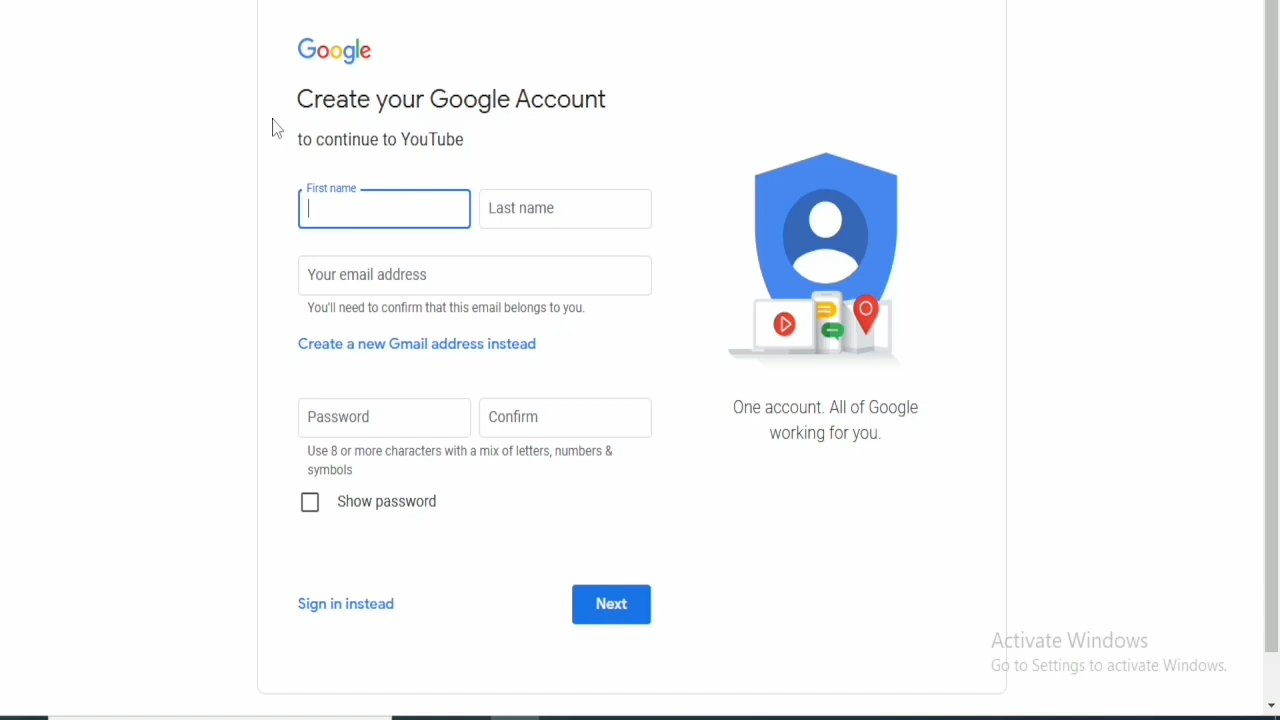 Google
Create your Google Account
to continue to YouTube
First name
Last name
Your email address
You'll need to confirm that this email belongs to you.
Create a new Gmail address instead
Password
Confirm
Use 8 or more characters with a mix of letters, numbers &
symbols
Show password
One account. All of Google
working for you.
Sign in instead
Next
Activate Windows
Go to Settings to activate Windows.